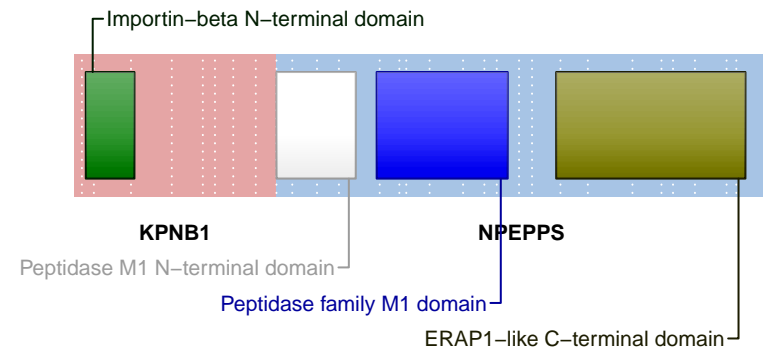 Importin−beta N−terminal domain
KPNB1
NPEPPS
Peptidase M1 N−terminal domain
Peptidase family M1 domain
ERAP1−like C−terminal domain